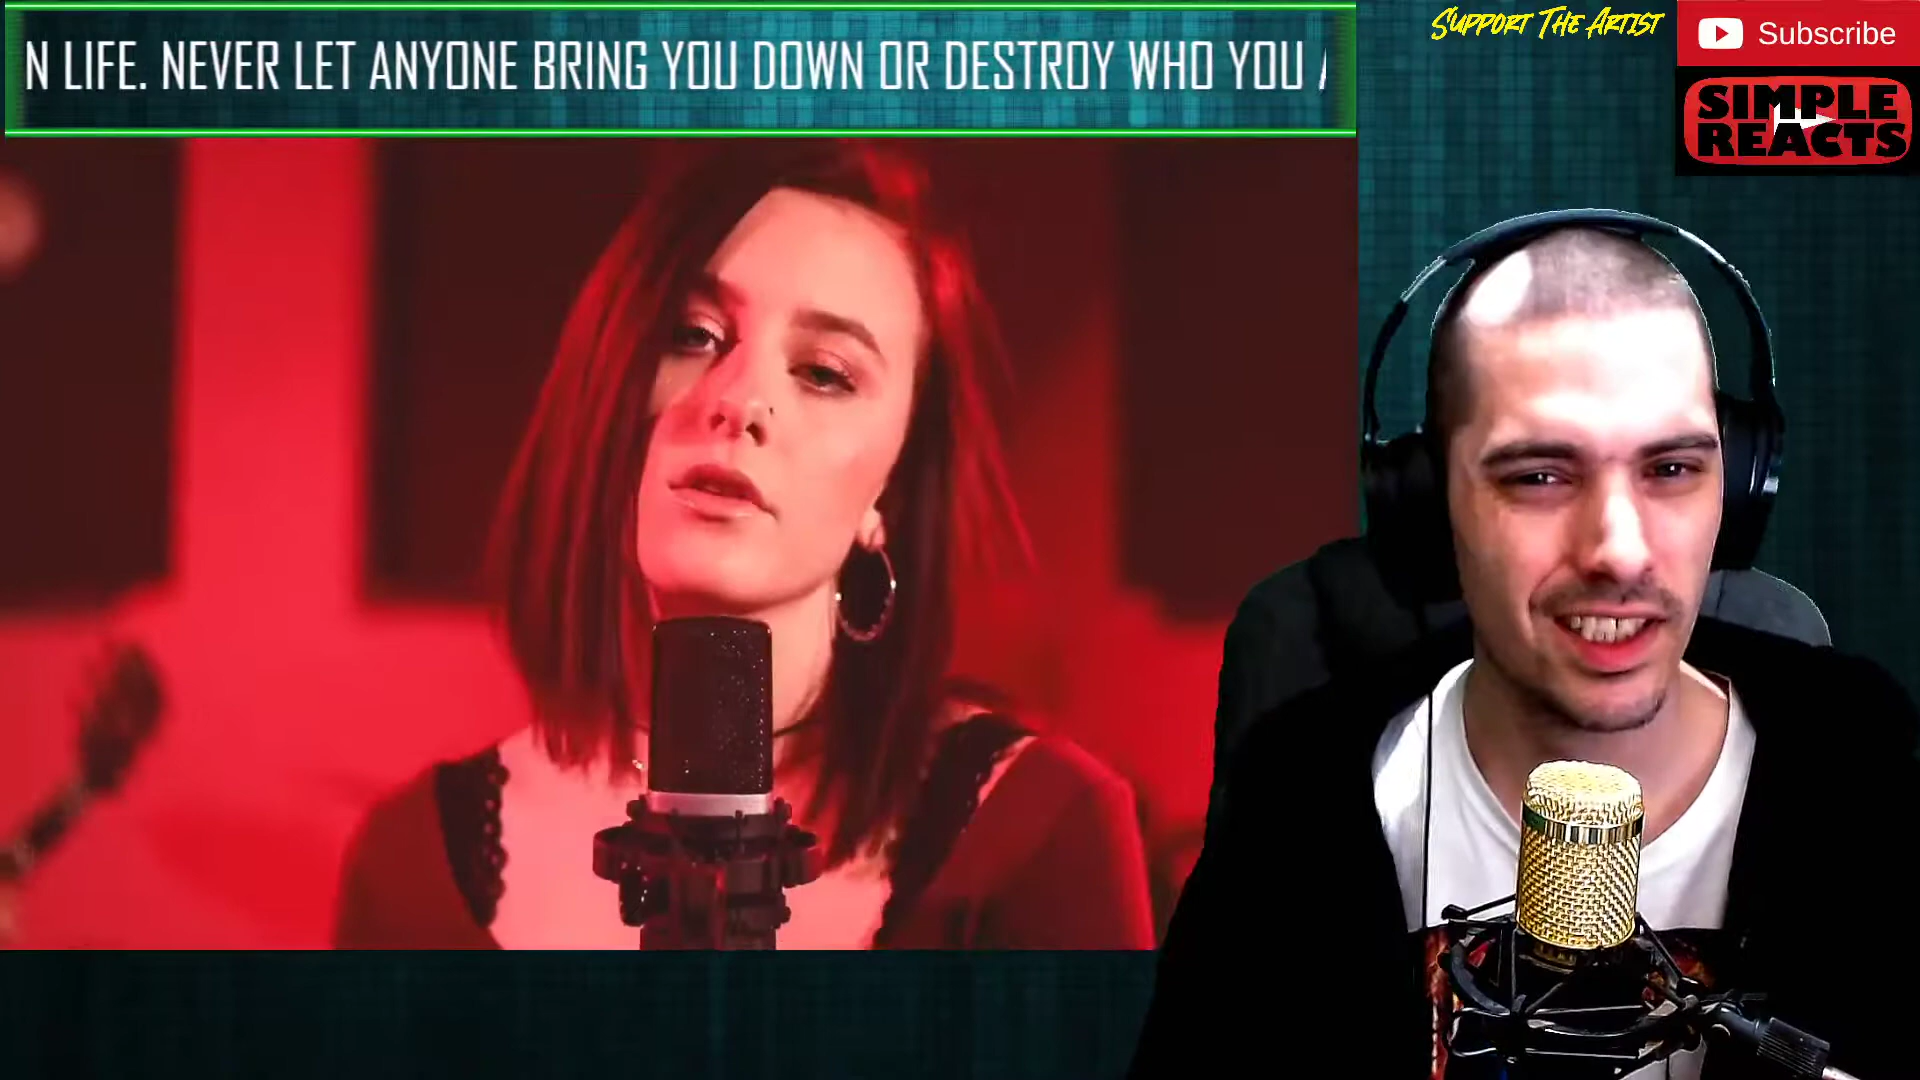 N LIFE. NEVER LET ANYONE BRING YOU DOWN OR DESTROY WHO YOU
Support The Artist
Subscribe
SIMPLE
REACTS